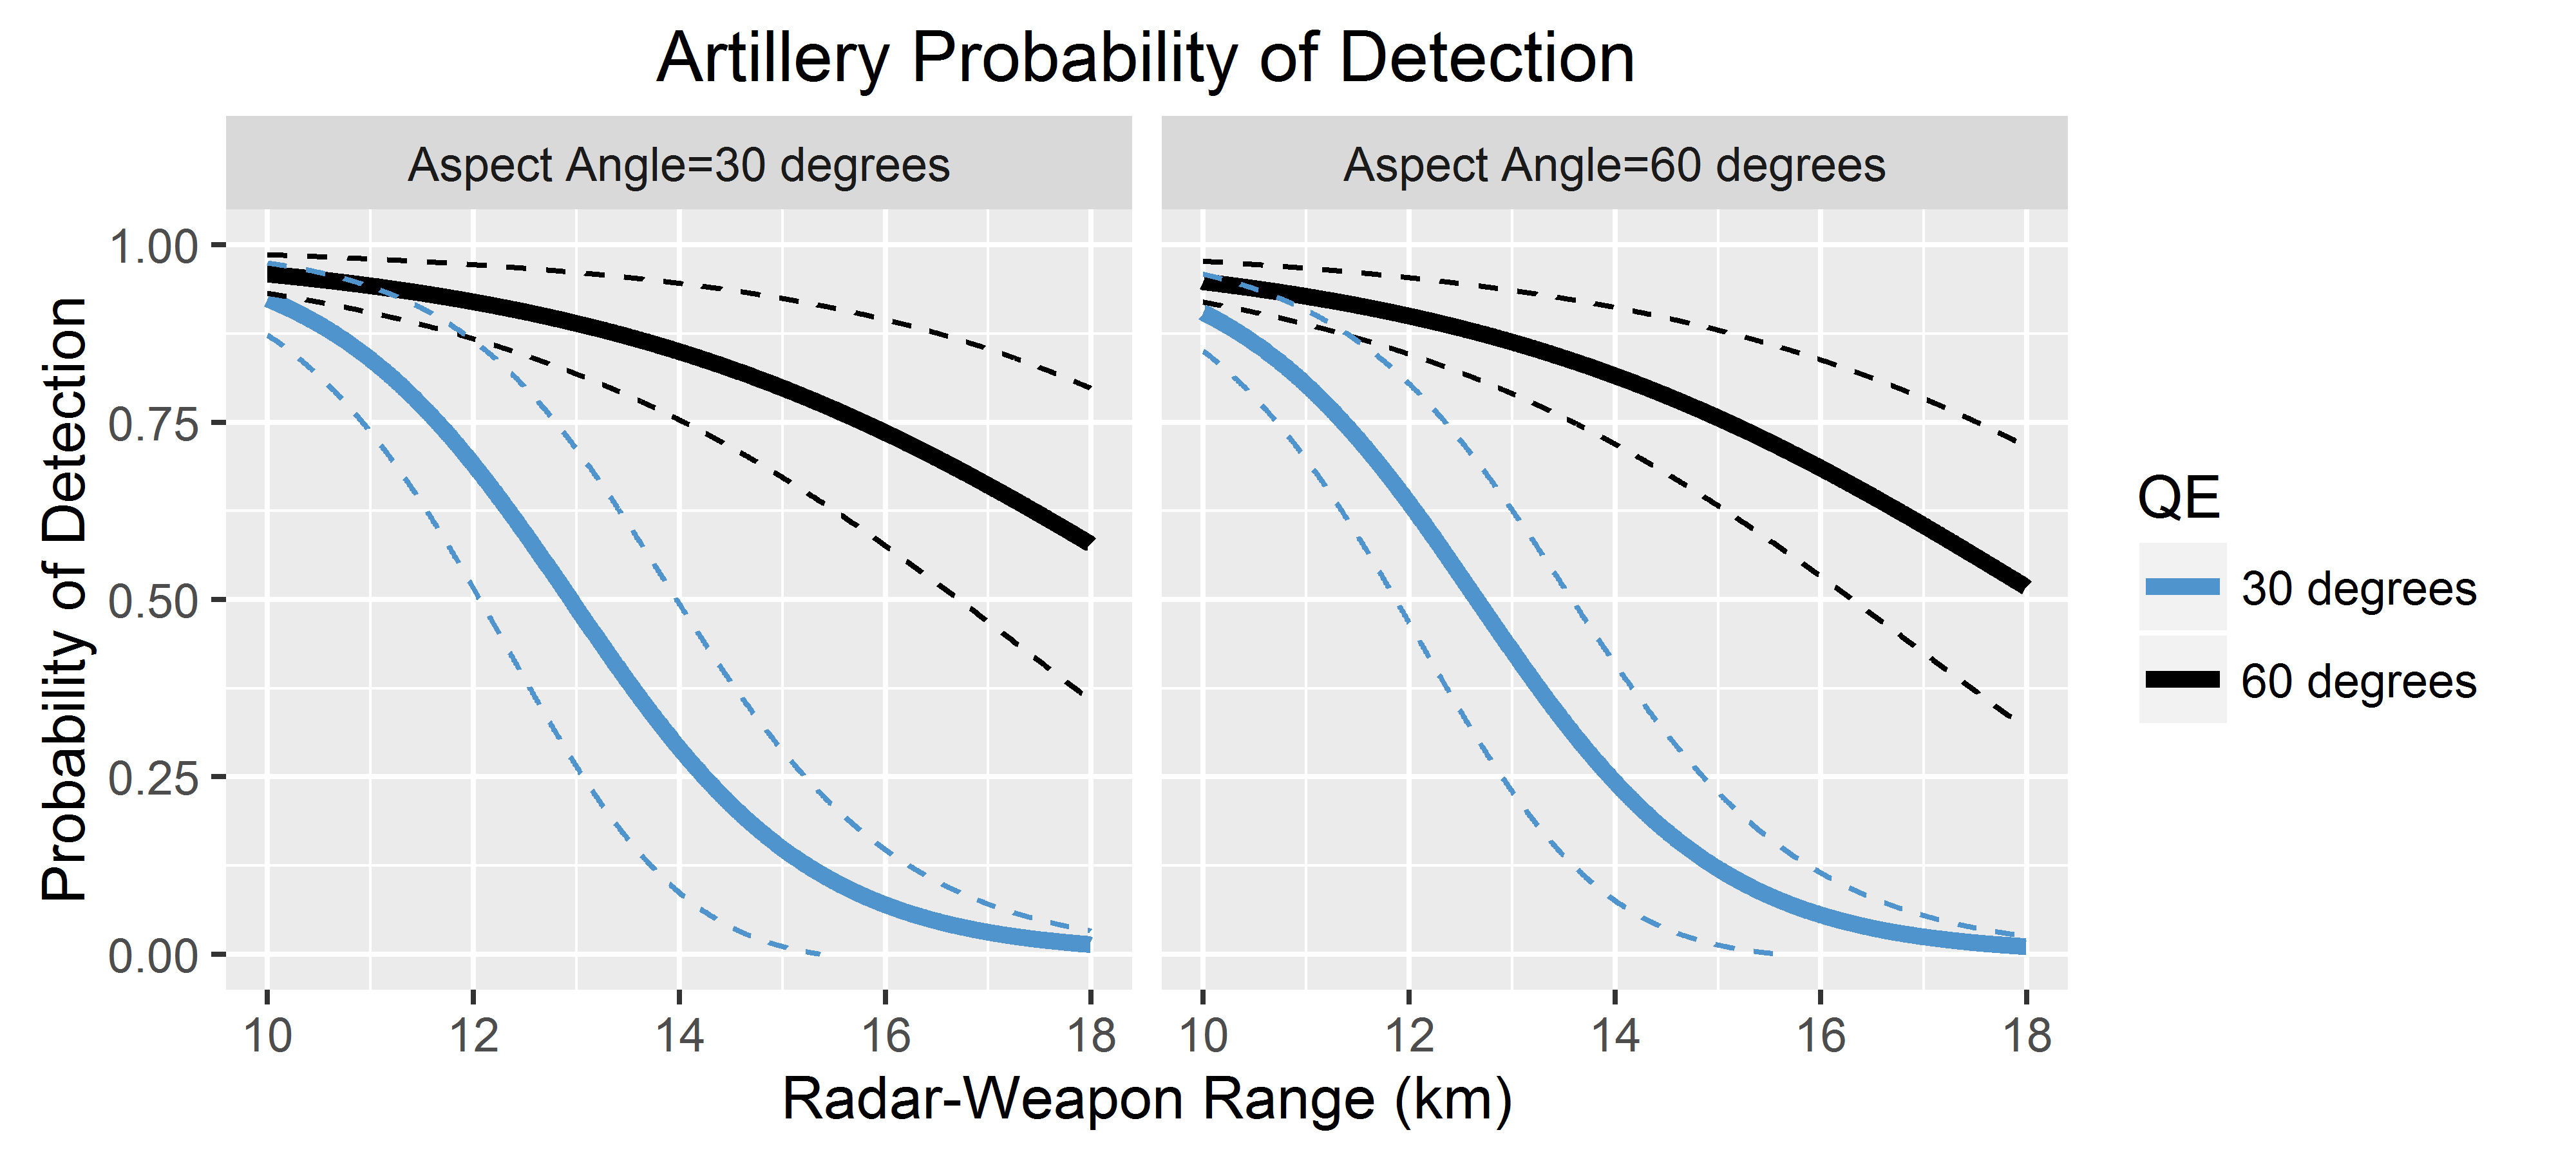 Artillery Probability of Detection
Aspect Angle=30 degrees
Aspect Angle=60 degrees
Probability of Detection
1.00
0.75
0.50
0.25
0.00
10 12 14 16 18
10 12 14 16 18
Radar-Weapon Range (km)
QE
30 degrees
60 degrees